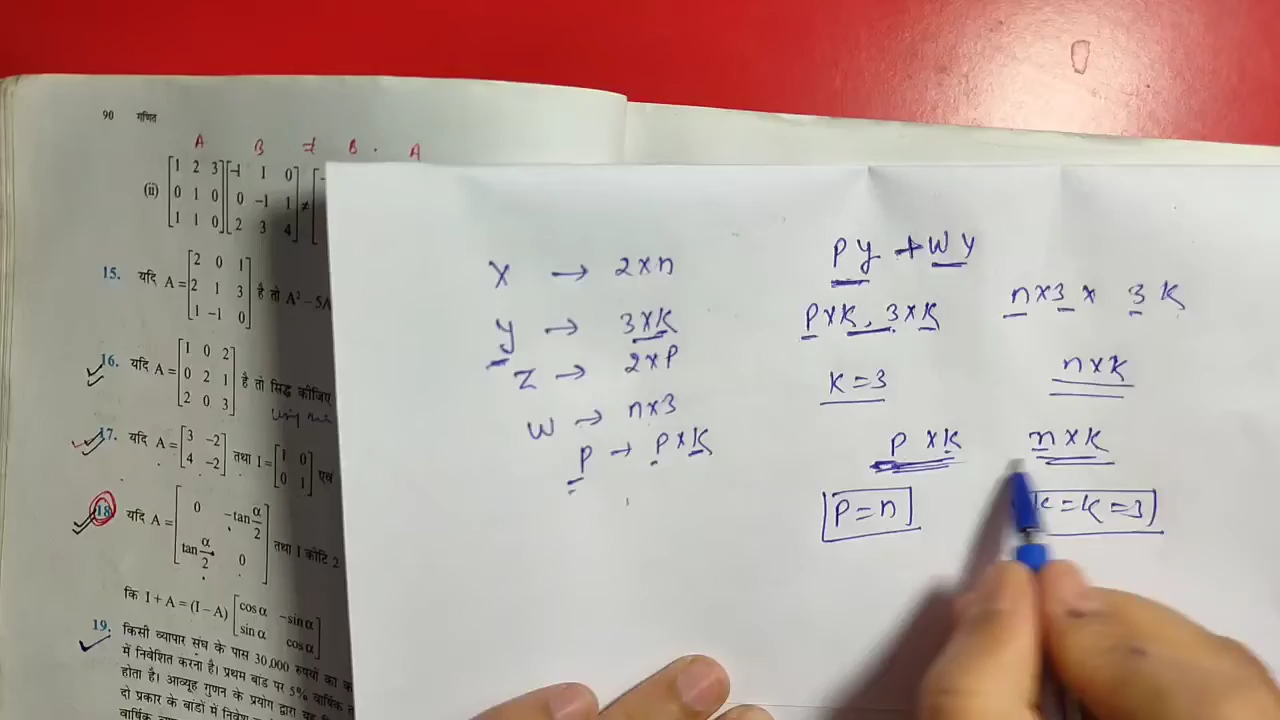 90 गणित
A B ≠ B . A
(ii) [1 2 3 [-1 1 0
0 1 0 0 -1 1 ≠
1 1 0] 2 3 4]
15. यदि A = [2 0 1
2 1 3
1 -1 0] है तो A² – 5A
16. यदि A = [1 0 2
0 2 1
2 0 3] है तो सिद्ध कीजिए
17. यदि A = [3 -2
4 -2] तथा I = [1 0
0 1] एवं
18. यदि A = [0 -tan α/2
tan α/2 0] तथा I कोटि 2
कि I + A = (I – A) [cos α -sin α
sin α cos α]
19. किसी व्यापार संघ के पास 30,000 रुपयों का क
में निवेशित करना है। प्रथम बांड पर 5% वार्षिक
होता है। आव्यूह गुणन के प्रयोग द्वारा यह
दो प्रकार के बांडों में निवेश
X → 2×n
y → 3×K
Z → 2×P
W → n×3
P → P×K
PY + WY
P×K, 3×K
n×3 × 3 K
K = 3
n×K
P×K n×K
P = n
K = K = 3